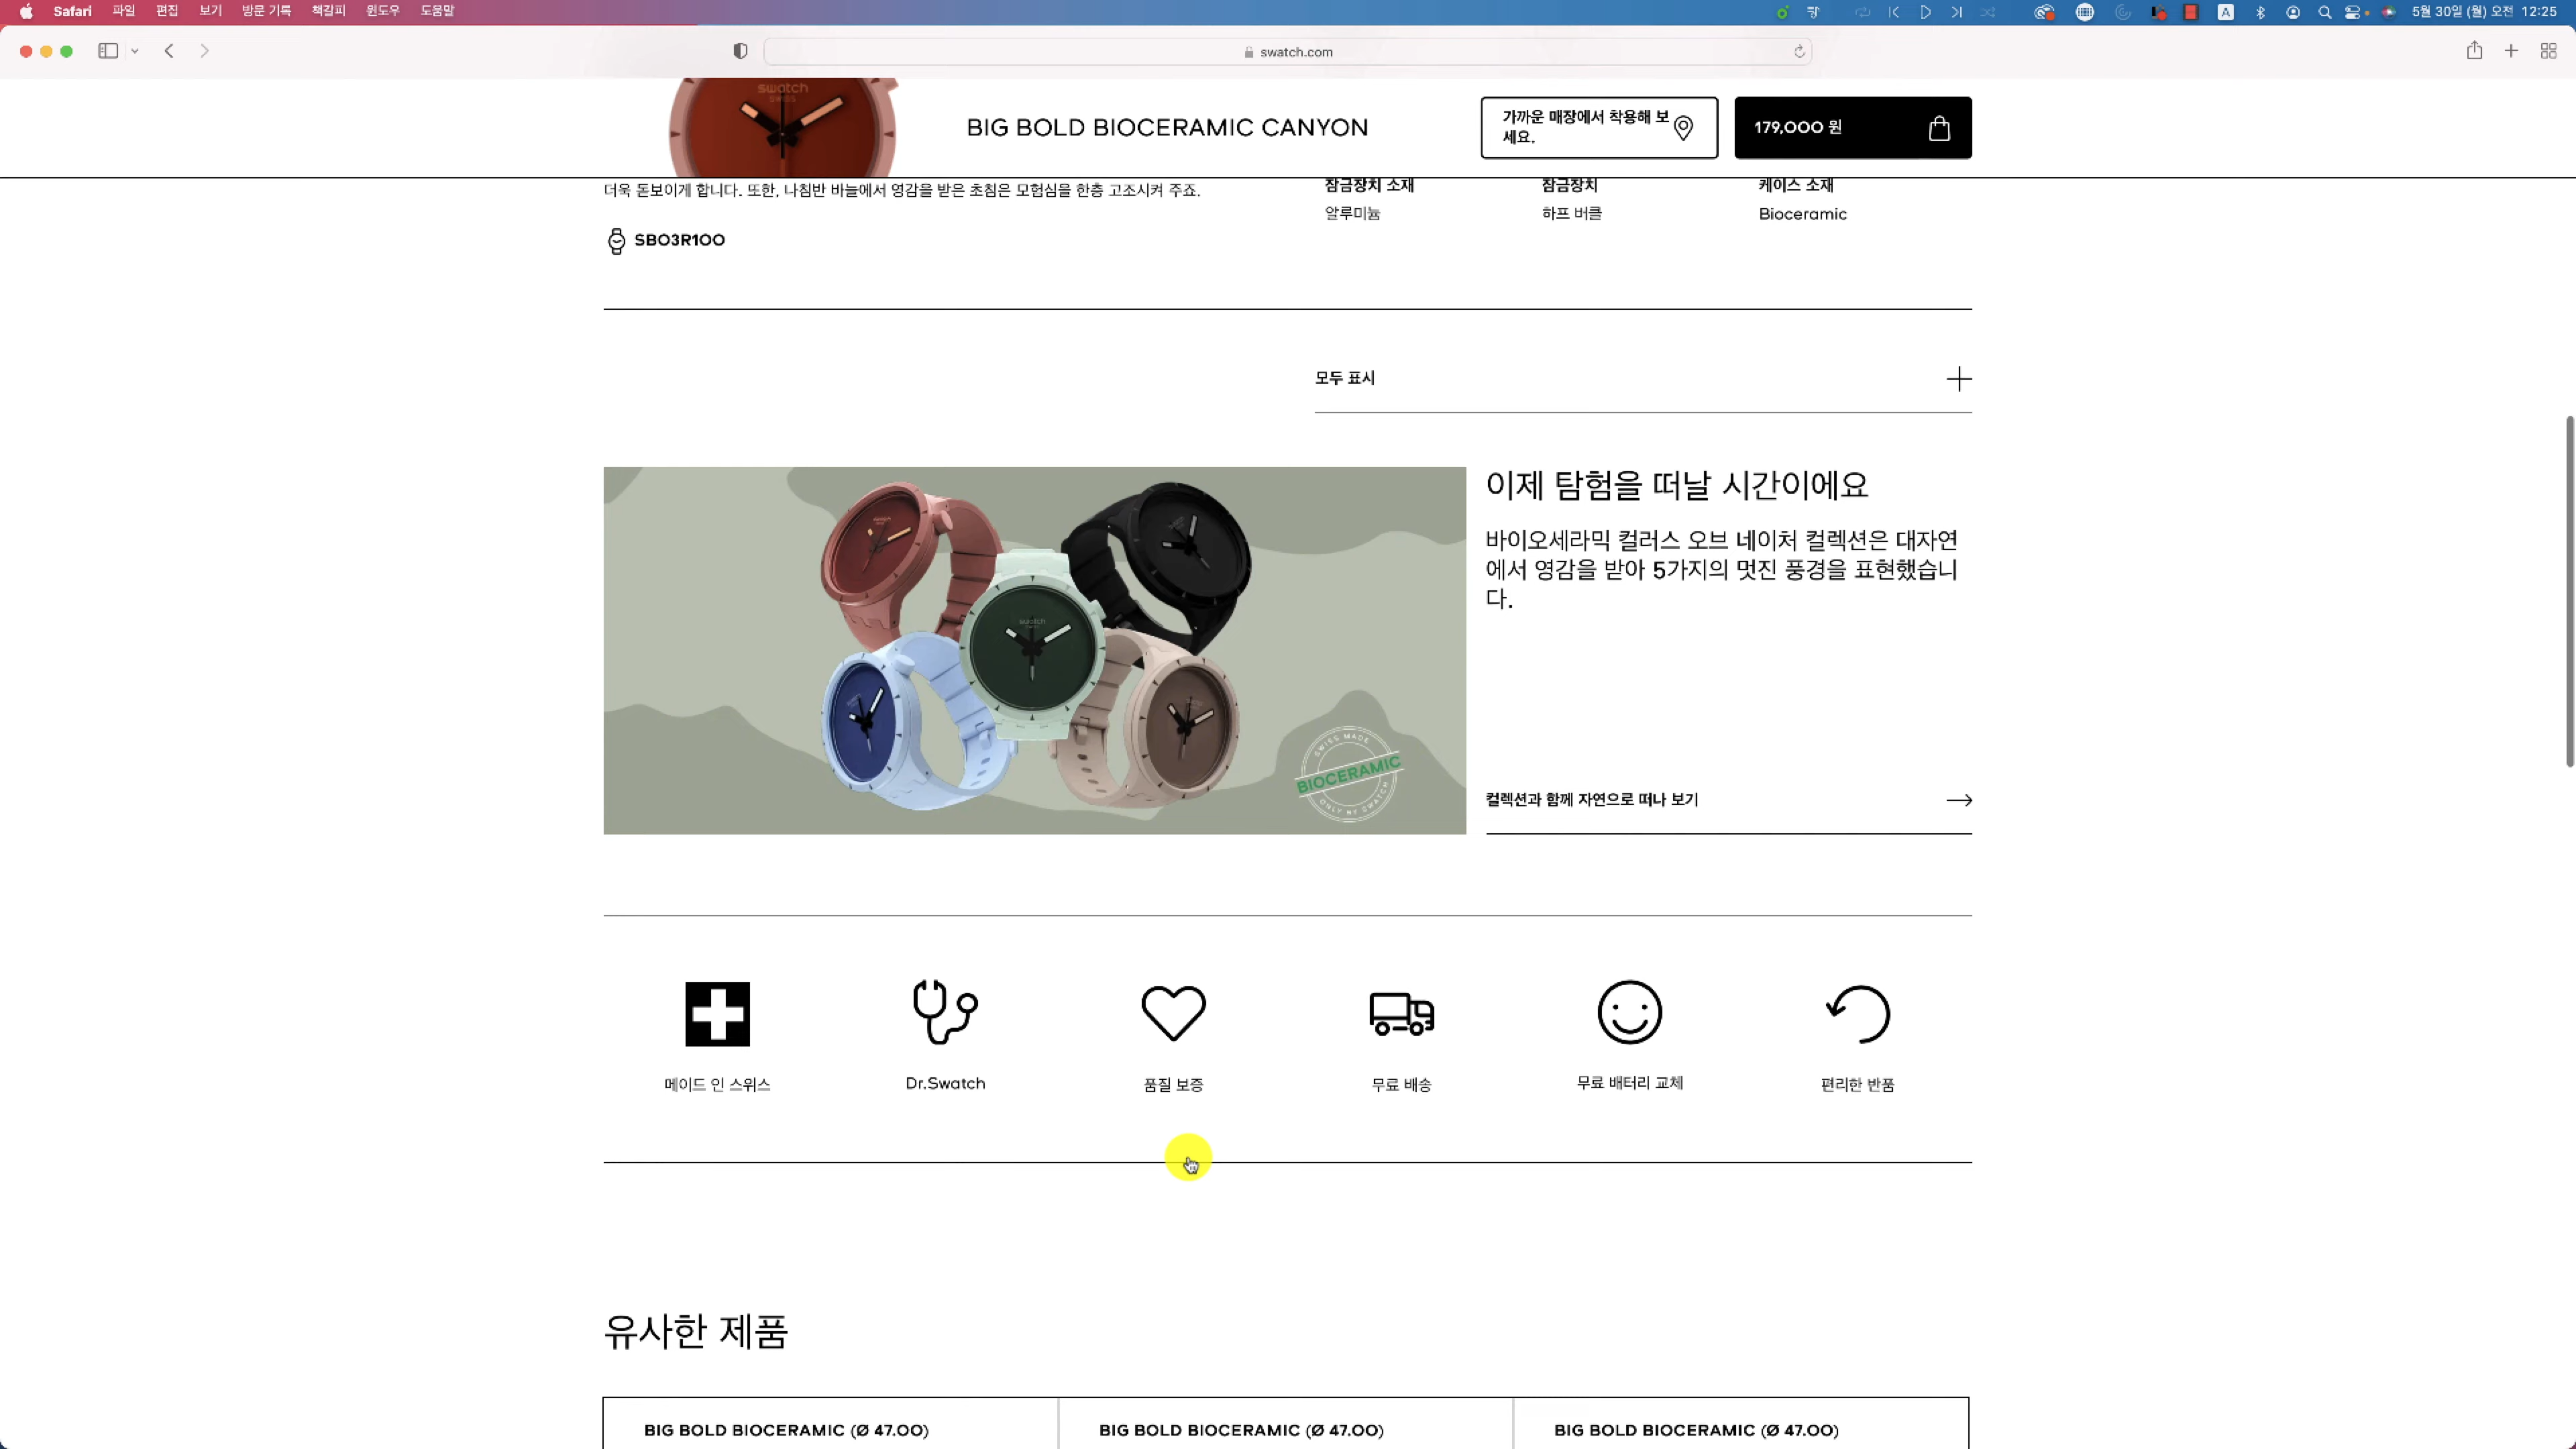 Safari 파일 편집 보기 방문 기록 책갈피 윈도우 도움말
5월 30일 (월) 오전 12:25
swatch.com
swatch
SWISS
BIG BOLD BIOCERAMIC CANYON
가까운 매장에서 착용해 보
세요.
179,000 원
더욱 돋보이게 합니다. 또한, 나침반 바늘에서 영감을 받은 초침은 모험심을 한층 고조시켜 주죠.
SB03R100
잠금장치 소재
알루미늄
잠금장치
하프 버클
케이스 소재
Bioceramic
모두 표시
swatch
SWISS MADE
BIOCERAMIC
ONLY BY SWATCH
이제 탐험을 떠날 시간이에요
바이오세라믹 컬러스 오브 네이처 컬렉션은 대자연
에서 영감을 받아 5가지의 멋진 풍경을 표현했습니
다.
컬렉션과 함께 자연으로 떠나 보기
메이드 인 스위스
Dr.Swatch
품질 보증
무료 배송
무료 배터리 교체
편리한 반품
유사한 제품
BIG BOLD BIOCERAMIC (Ø 47.00)
BIG BOLD BIOCERAMIC (Ø 47.00)
BIG BOLD BIOCERAMIC (Ø 47.00)